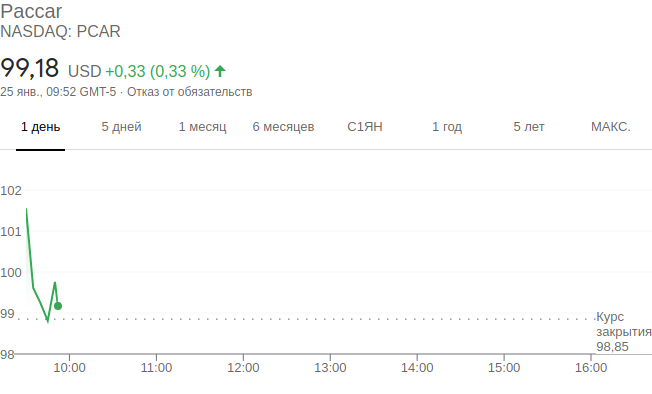 Paccar
NASDAQ: PCAR
99,18 USD +0,33 (0,33 %)
25 янв., 09:52 GMT-5 · Отказ от обязательств
1 день 5 дней 1 месяц 6 месяцев С1ЯН 1 год 5 лет МАКС.
102
101
100
99
Курс
закрытия
98,85
98
10:00 11:00 12:00 13:00 14:00 15:00 16:00